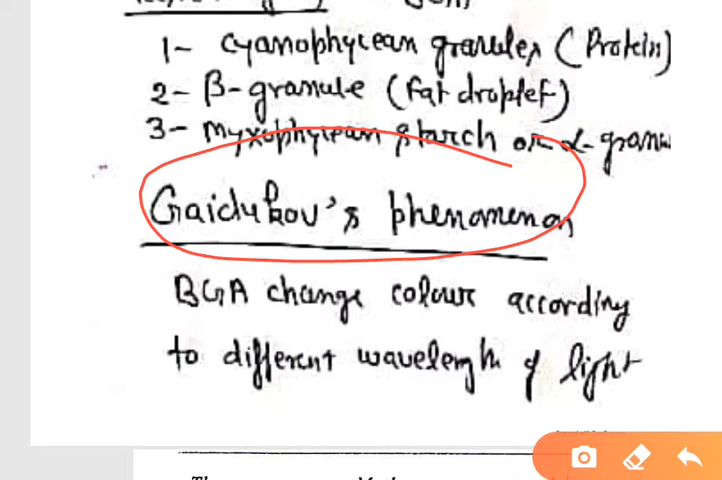 1- Cyanophycean granules (Protein)
2- β-granule (fat droplet)
3- Myxophycean starch or α-granu
Gaidukov's phenomenon
BGA change colour according
to different wavelength of light